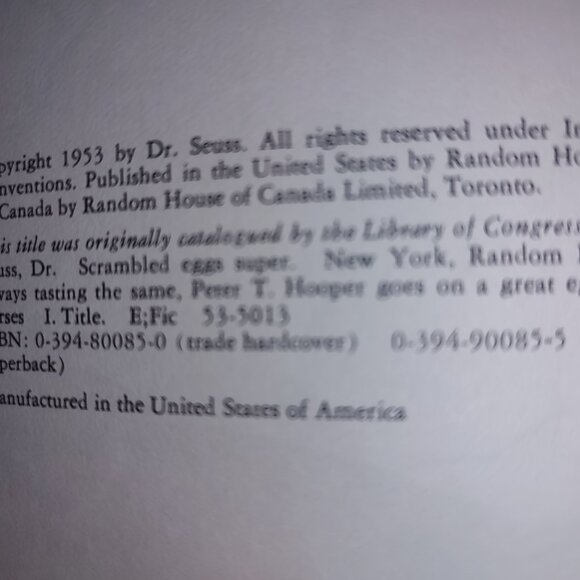 pyright 1953 by Dr. Seuss. All rights reserved under In
nventions. Published in the United States by Random Ho
Canada by Random House of Canada Limited, Toronto.
is title was originally catalogued by the Library of Congress
uss, Dr. Scrambled eggs super. New York, Random
ways tasting the same, Peter T. Hooper goes on a great e
rses I. Title. E;Fic 53-5013
BN: 0-394-80085-0 (trade hardcover) 0-394-90085-5
perback)
anufactured in the United States of America